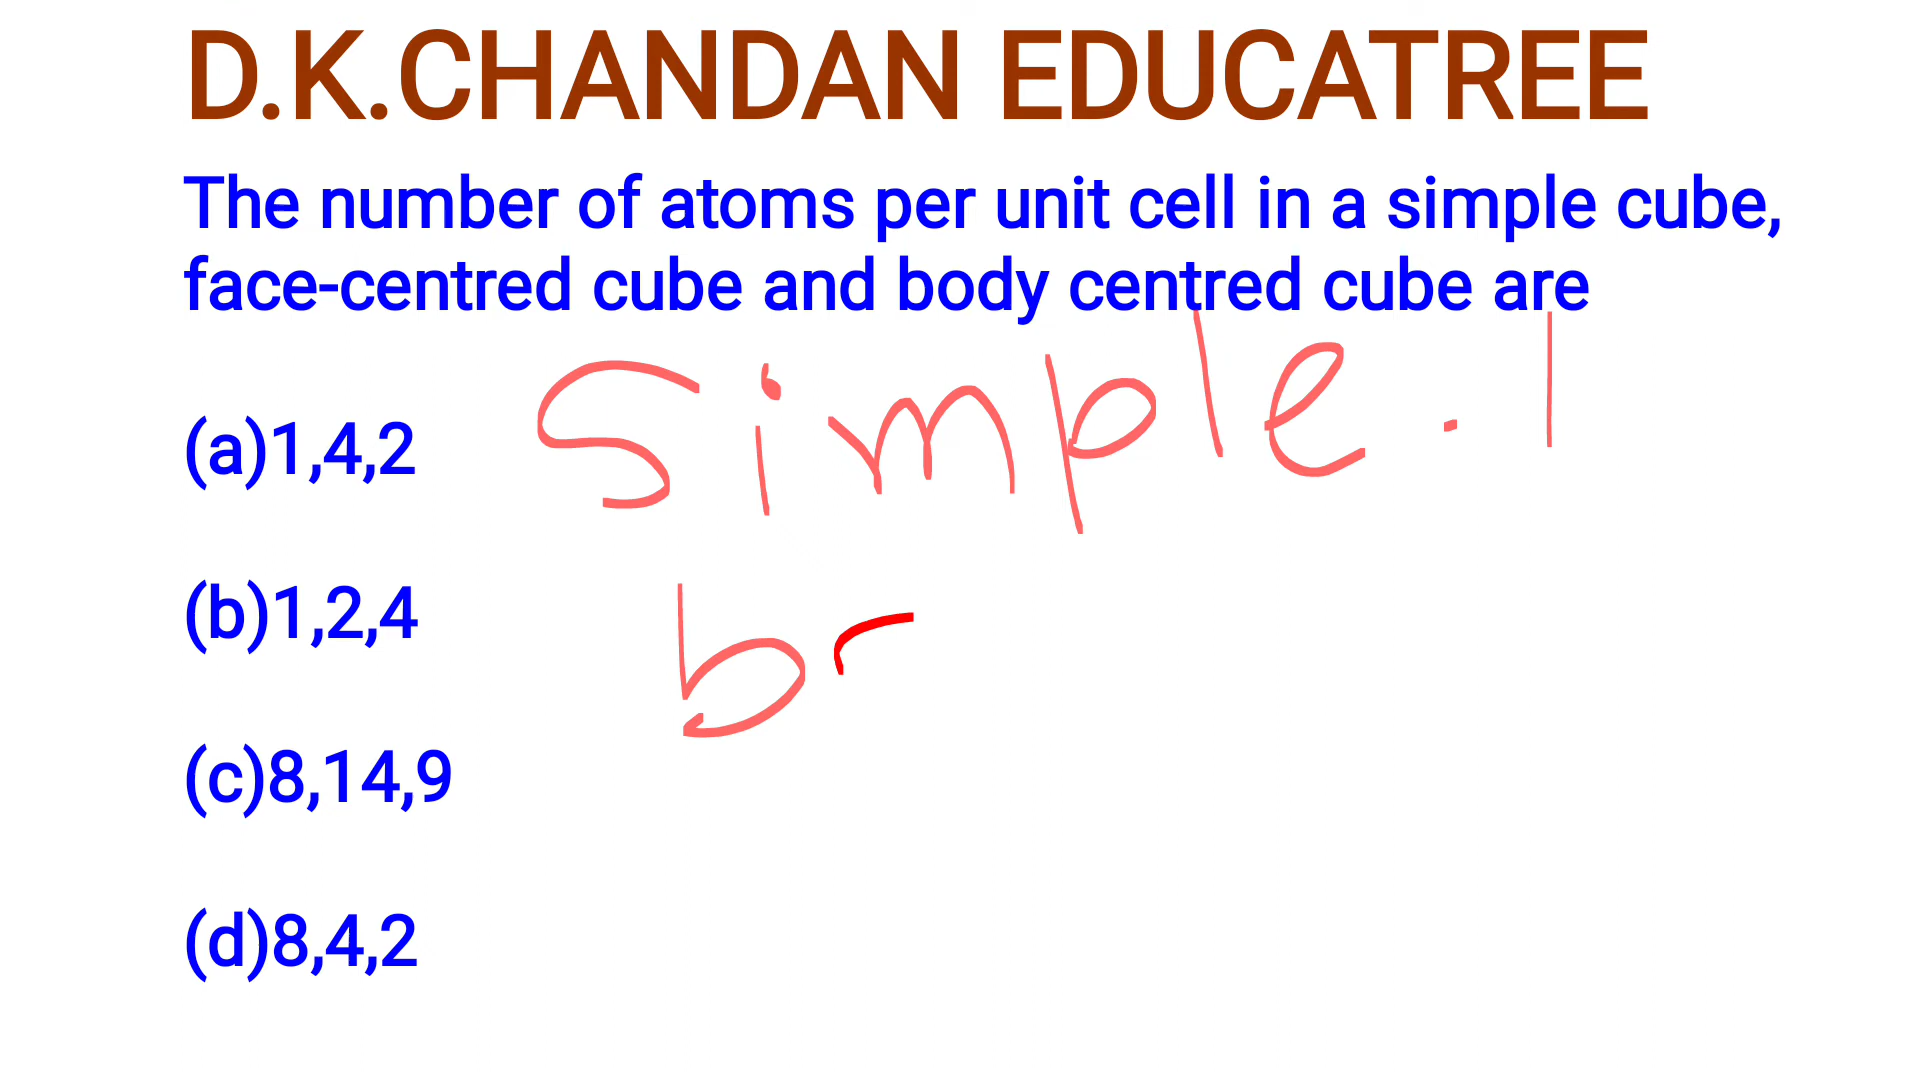 D.K.CHANDAN EDUCATREE
The number of atoms per unit cell in a simple cube,
face-centred cube and body centred cube are
simple. 1
(a)1,4,2
(b)1,2,4
b
(c)8,14,9
(d)8,4,2